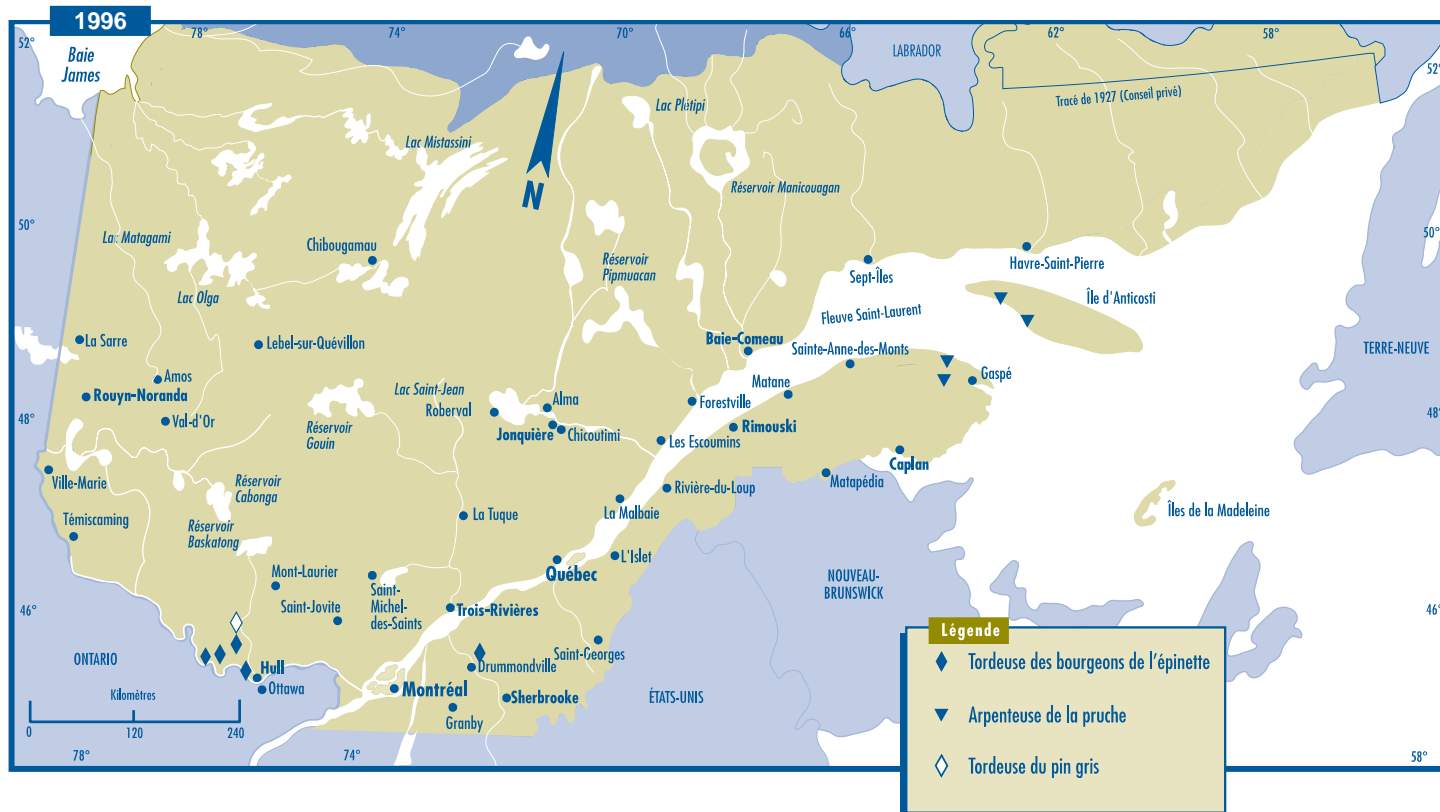 1996
52°
78°
74°
70°
66°
62°
58°
Baie
James
LABRADOR
52°
Tracé de 1927 (Conseil privé)
Lac Plétipi
Lac Mistassini
N
Réservoir Manicouagan
50°
50°
Lac Matagami
Chibougamau
Réservoir
Pipmuacan
Sept-Îles
Havre-Saint-Pierre
Lac Olga
Île d'Anticosti
Fleuve Saint-Laurent
La Sarre
Lebel-sur-Quévillon
Baie-Comeau
Sainte-Anne-des-Monts
TERRE-NEUVE
Amos
Rouyn-Noranda
Lac Saint-Jean
Roberval
Alma
Matane
Gaspé
Forestville
48°
48°
Val-d'Or
Réservoir
Gouin
Jonquière
Chicoutimi
Les Escoumins
Rimouski
Caplan
Ville-Marie
Réservoir
Cabonga
Rivière-du-Loup
Matapédia
La Tuque
La Malbaie
Îles de la Madeleine
Témiscaming
Réservoir
Baskatong
L'Islet
Québec
Mont-Laurier
Saint-Jovite
Saint-
Michel-
des-Saints
NOUVEAU-
BRUNSWICK
46°
46°
Trois-Rivières
Saint-Georges
Drummondville
ONTARIO
Hull
Ottawa
Montréal
Sherbrooke
ÉTATS-UNIS
Granby
Kilomètres
0
120
240
78°
74°
58°
Légende
Tordeuse des bourgeons de l'épinette
Arpenteuse de la pruche
Tordeuse du pin gris